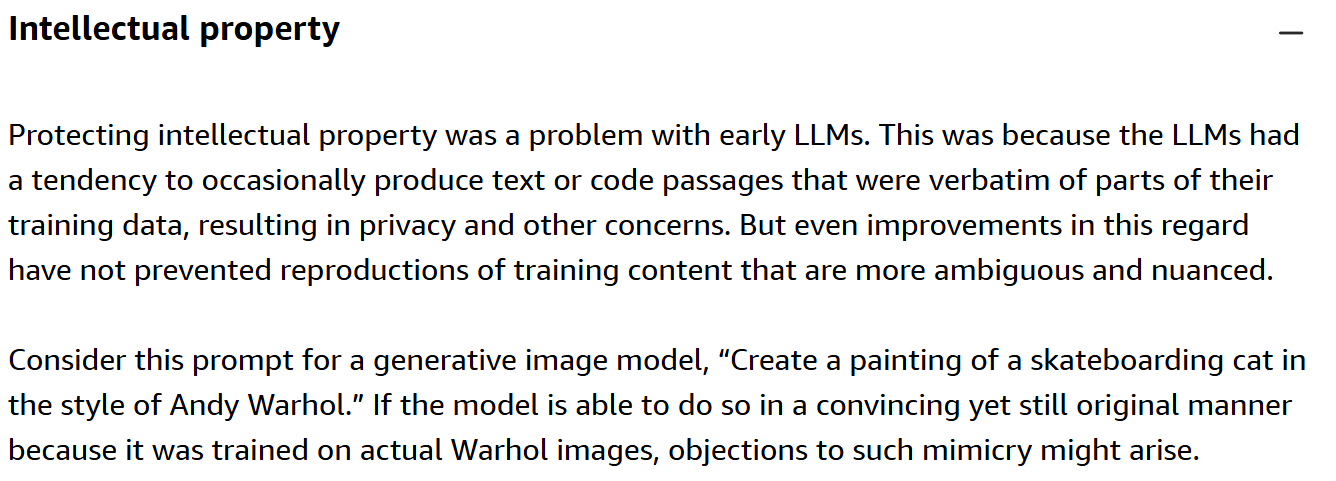 Intellectual property
Protecting intellectual property was a problem with early LLMs. This was because the LLMs had
a tendency to occasionally produce text or code passages that were verbatim of parts of their
training data, resulting in privacy and other concerns. But even improvements in this regard
have not prevented reproductions of training content that are more ambiguous and nuanced.
Consider this prompt for a generative image model, “Create a painting of a skateboarding cat in
the style of Andy Warhol.” If the model is able to do so in a convincing yet still original manner
because it was trained on actual Warhol images, objections to such mimicry might arise.